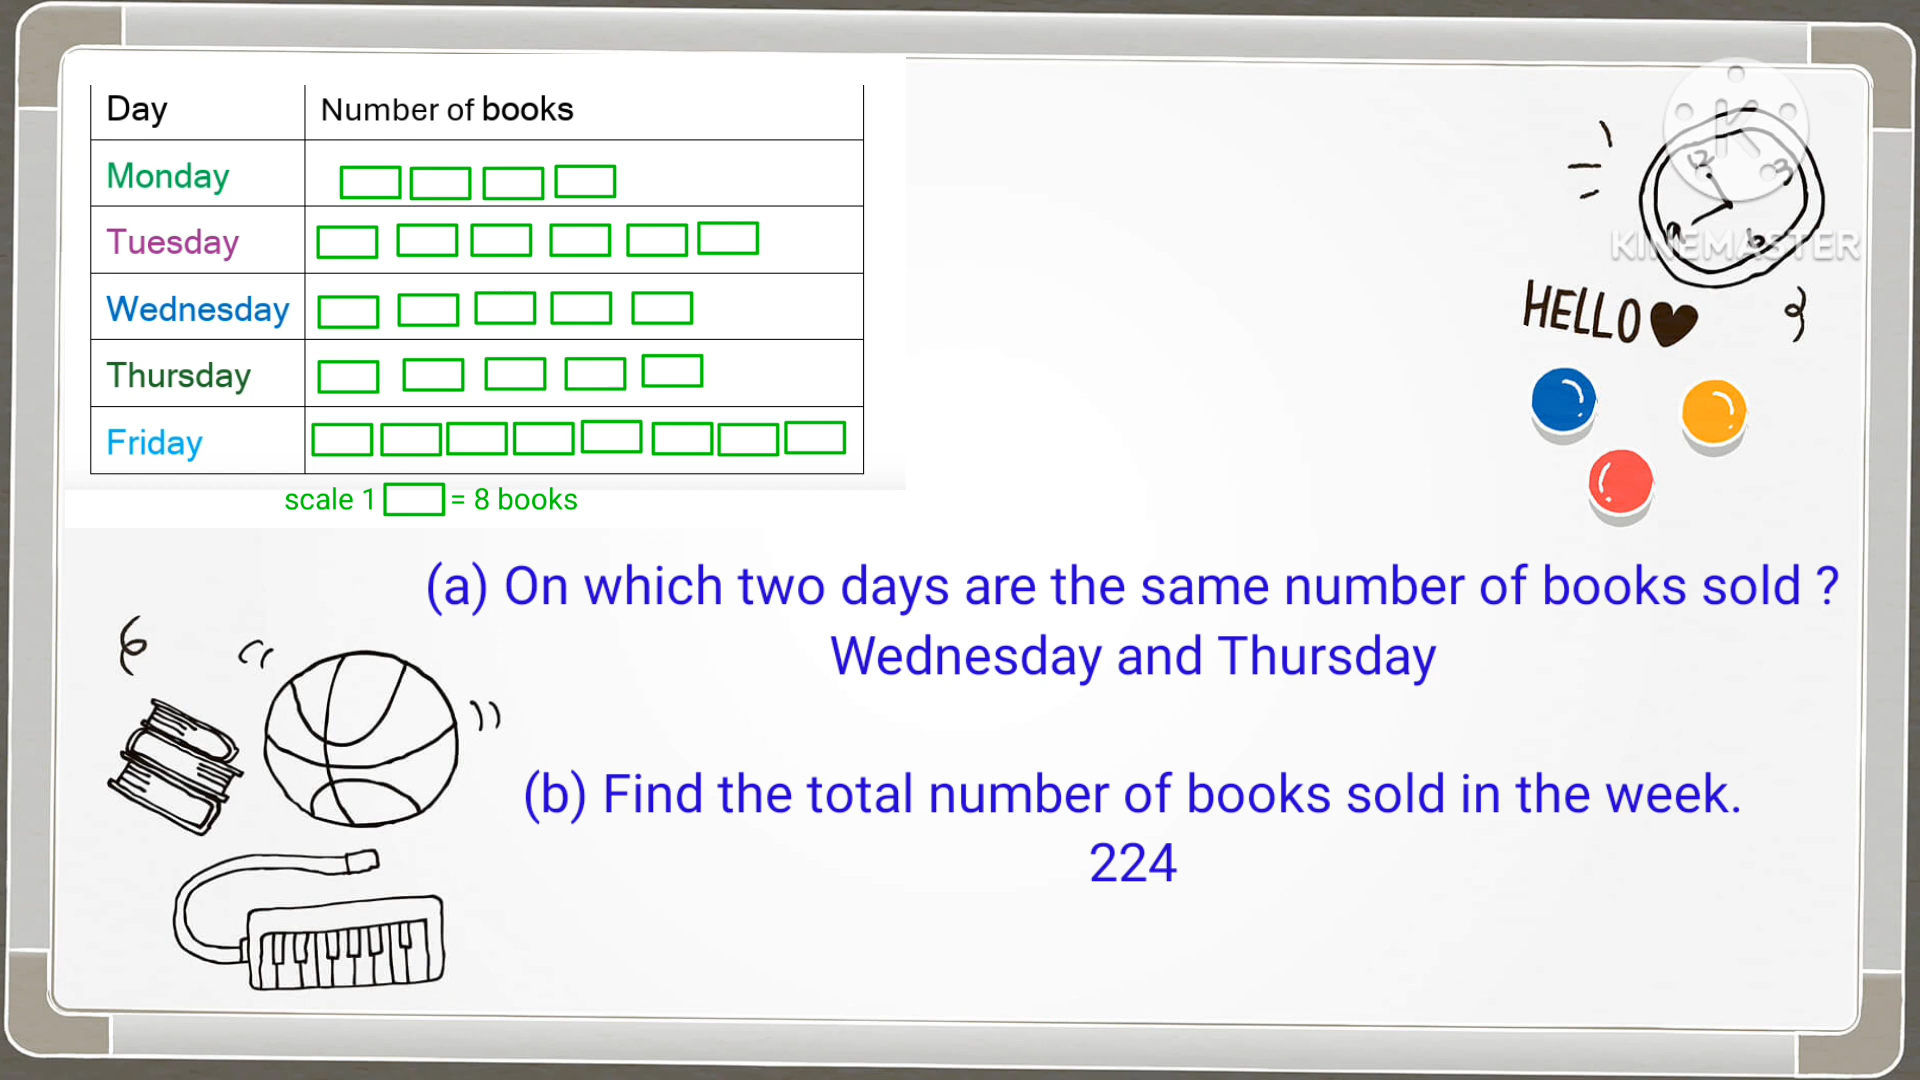 Day Number of books
Monday
Tuesday
Wednesday
Thursday
Friday
scale 1 = 8 books
KINEMASTER
HELLO
(a) On which two days are the same number of books sold ?
Wednesday and Thursday
(b) Find the total number of books sold in the week.
224